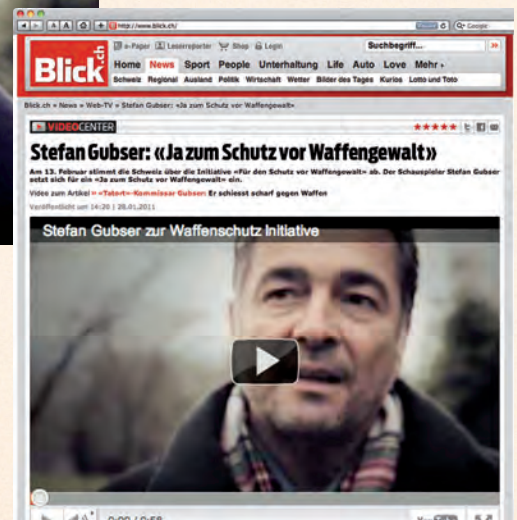 http://www.blick.ch/
Google
Blick.ch
e-Paper Leserreporter Shop Login
Suchbegriff...
Home News Sport People Unterhaltung Life Auto Love Mehr
Schweiz Regional Ausland Politik Wirtschaft Wetter Bilder des Tages Kurios Lotto und Toto
Blick.ch » News » Web-TV » Stefan Gubser: «Ja zum Schutz vor Waffengewalt»
VIDEOCENTER
Stefan Gubser: «Ja zum Schutz vor Waffengewalt»
Am 13. Februar stimmt die Schweiz über die Initiative «Für den Schutz vor Waffengewalt» ab. Der Schauspieler Stefan Gubser
setzt sich für ein «Ja zum Schutz vor Waffengewalt» ein.
Video zum Artikel » «Tatort»-Kommissar Gubser: Er schiesst scharf gegen Waffen
Veröffentlicht um 14:20 | 28.01.2011
Stefan Gubser zur Waffenschutz Initiative
0:00 / 0:58